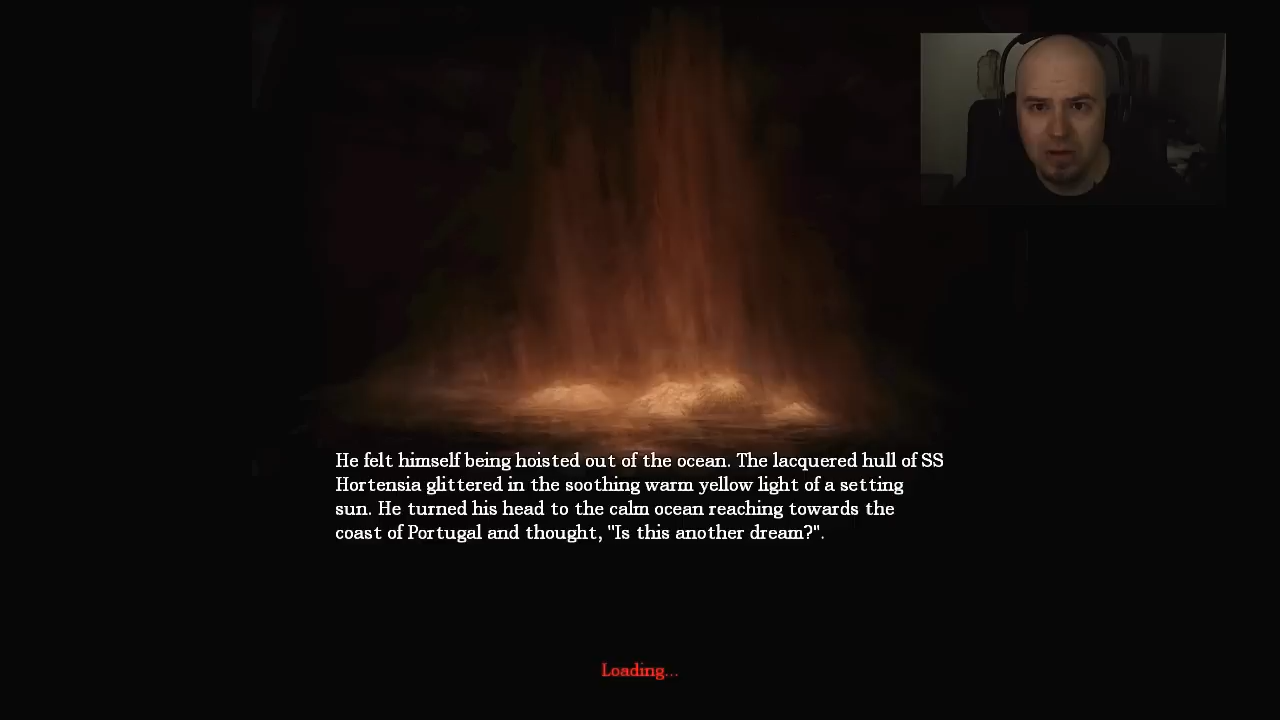 He felt himself being hoisted out of the ocean. The lacquered hull of SS
Hortensia glittered in the soothing warm yellow light of a setting
sun. He turned his head to the calm ocean reaching towards the
coast of Portugal and thought, "Is this another dream?".
Loading...